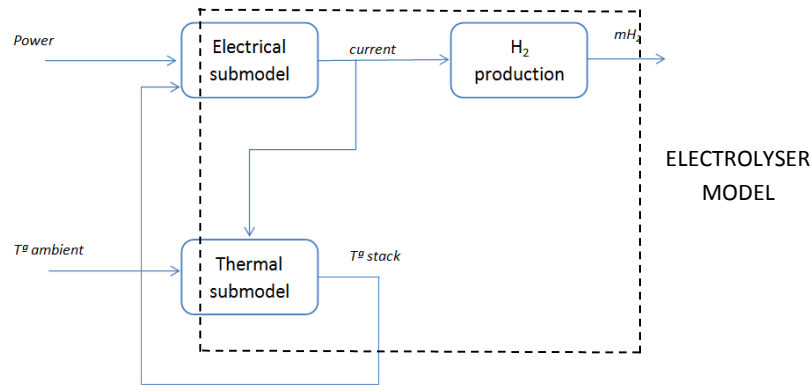 Power
Electrical
submodel
current
H₂
production
mH₂
ELECTROLYSER
MODEL
Tª ambient
Thermal
submodel
Tª stack